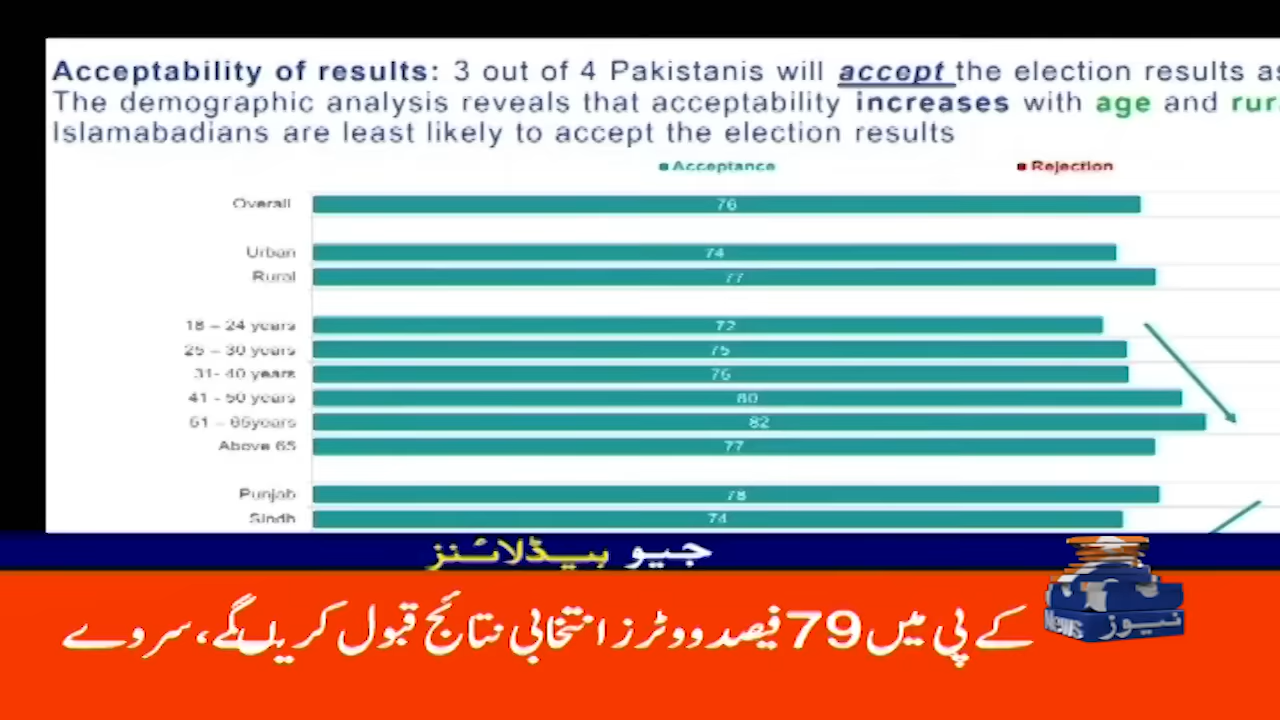 Acceptability of results: 3 out of 4 Pakistanis will accept the election results as
The demographic analysis reveals that acceptability increases with age and rur
Islamabadians are least likely to accept the election results
Acceptance Rejection
Overall 76
Urban 74
Rural 77
18 – 24 years 72
25 – 30 years 75
31- 40 years 76
41 - 50 years 80
51 – 65years 82
Above 65 77
Punjab 78
Sindh 74
جیو ہیڈلائنز
کے پی میں 79 فیصد ووٹرز انتخابی نتائج قبول کریں گے، سروے
News نیوز